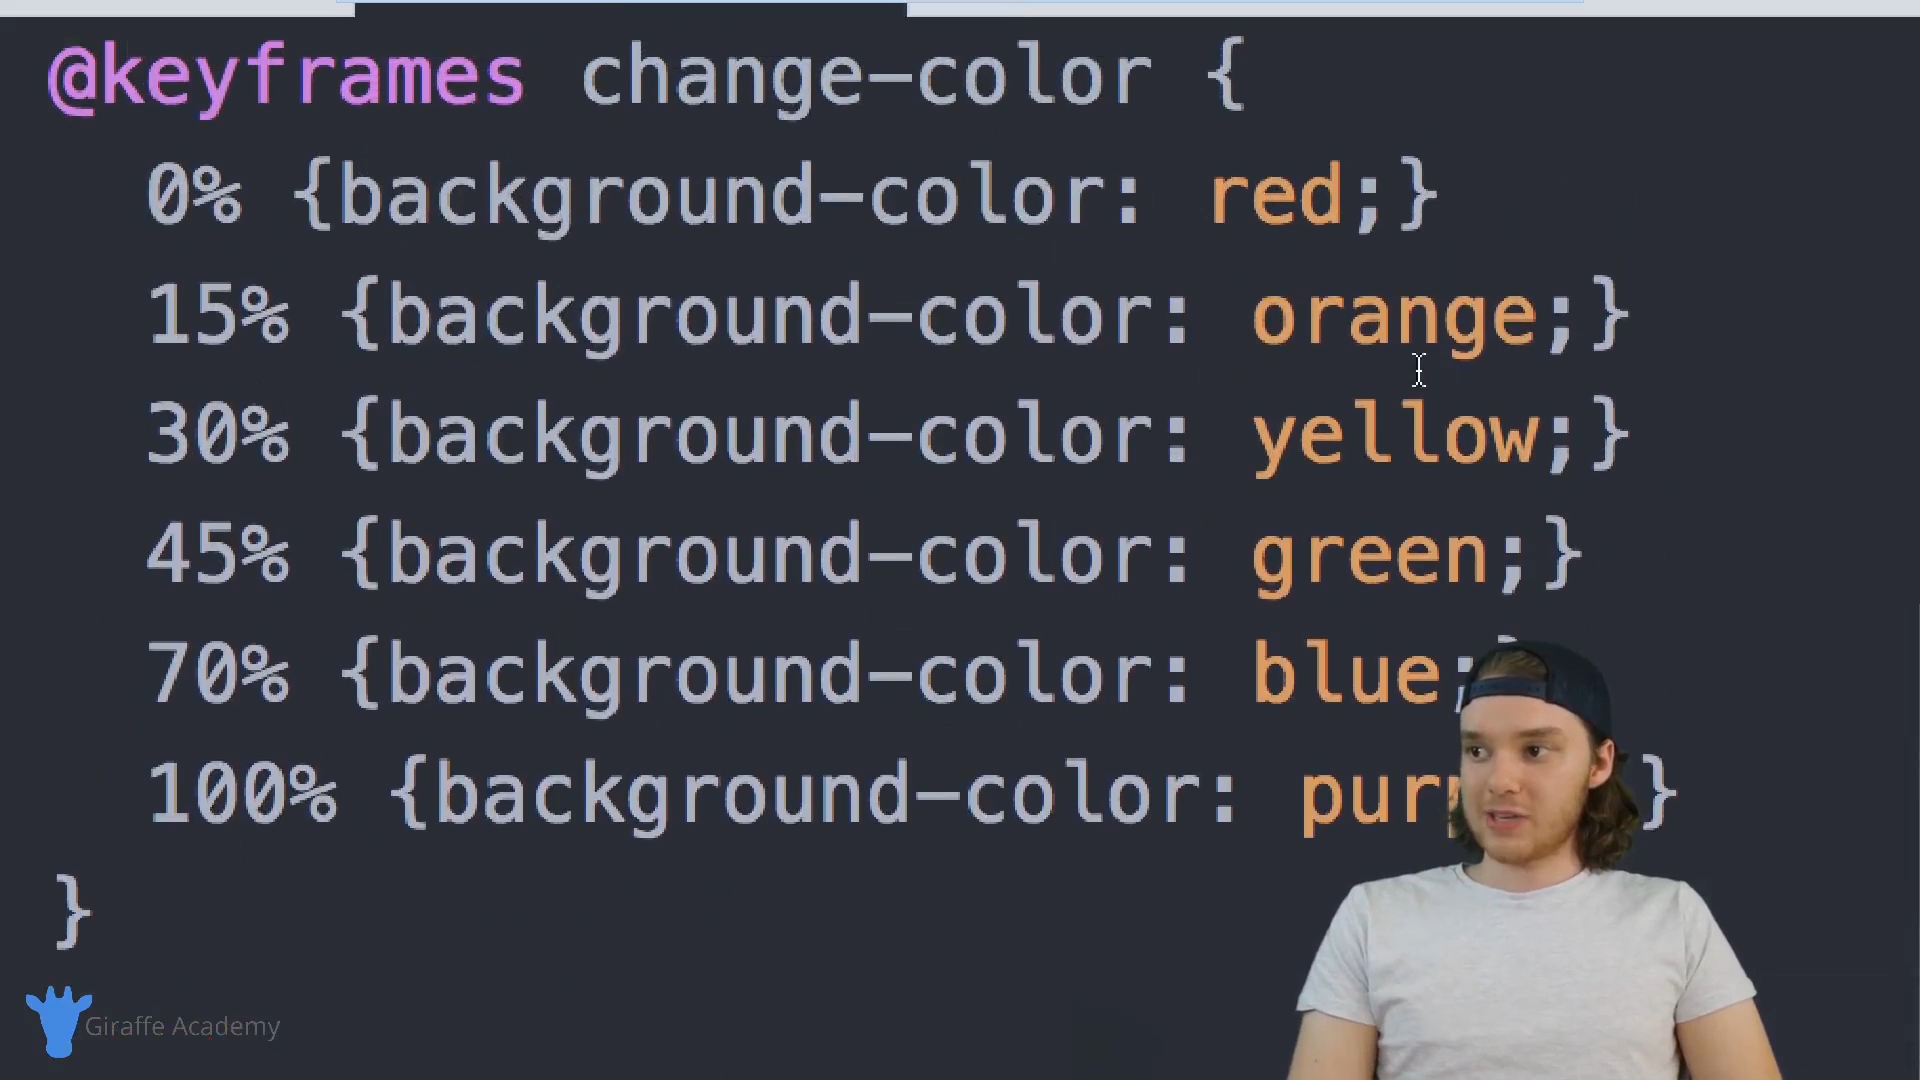 @keyframes change-color {
0% {background-color: red;}
15% {background-color: orange;}
30% {background-color: yellow;}
45% {background-color: green;}
70% {background-color: blue;
100% {background-color: }
}
Giraffe Academy